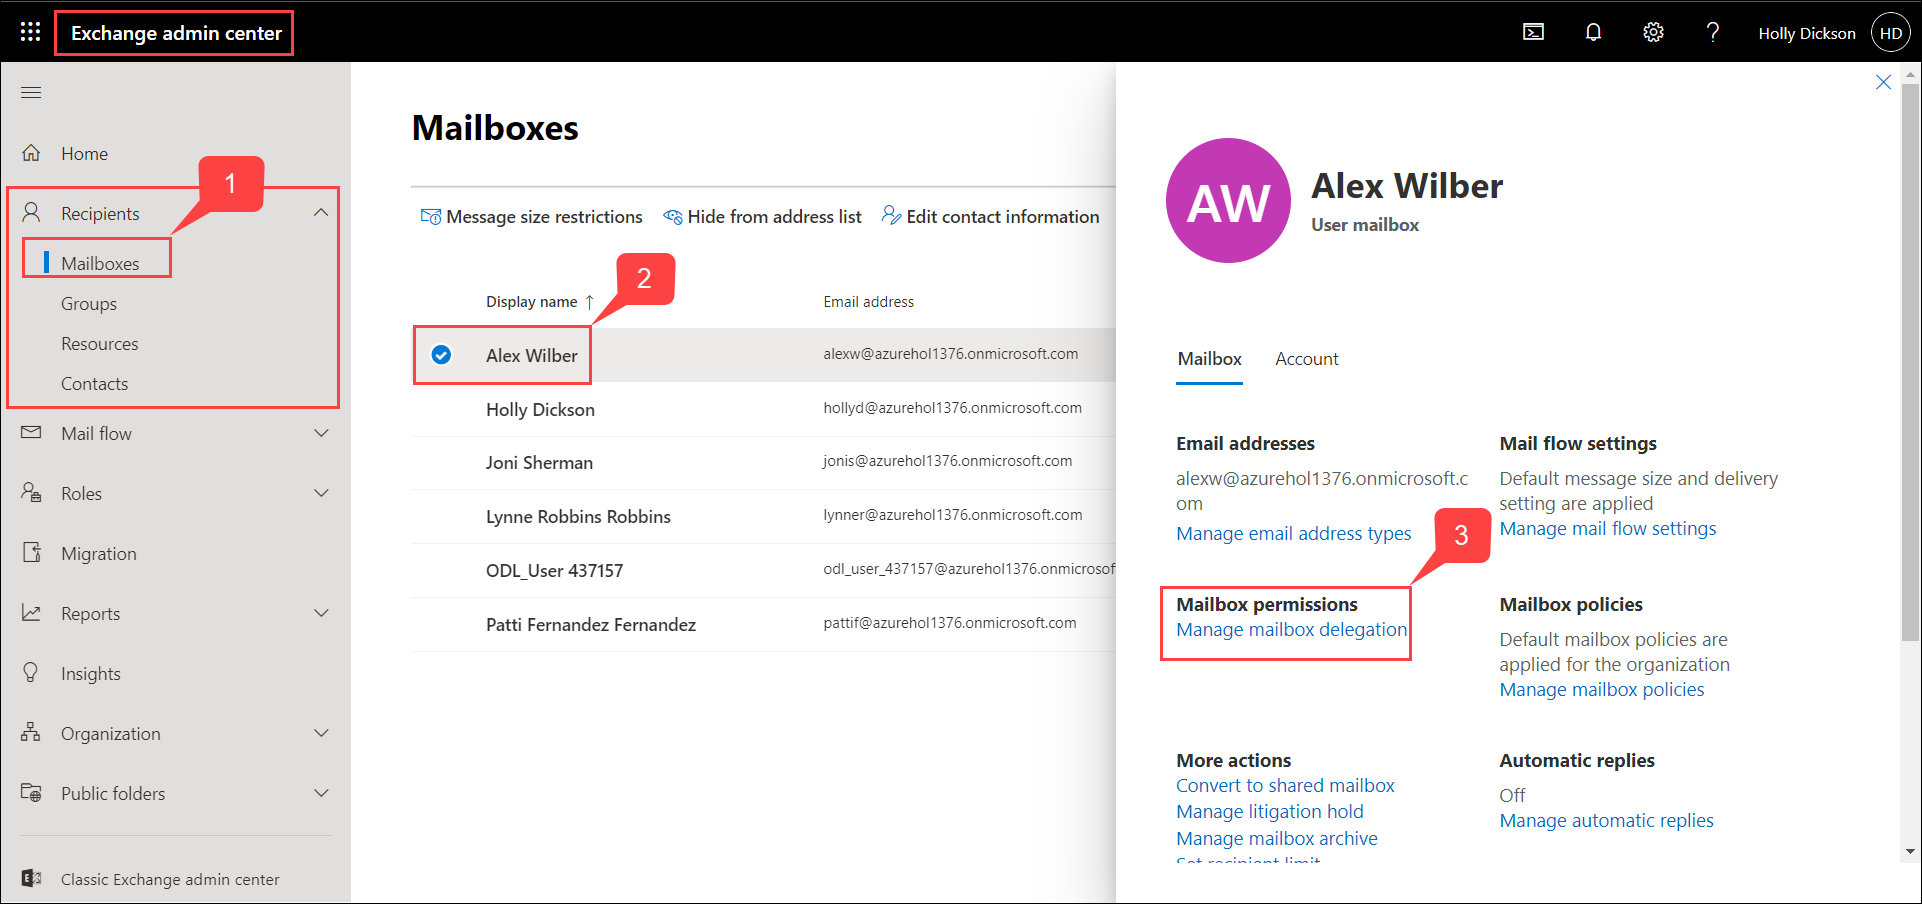 Exchange admin center
Holly Dickson
HD
Home
1
Recipients
Mailboxes
Groups
Resources
Contacts
Mail flow
Roles
Migration
Reports
Insights
Organization
Public folders
Classic Exchange admin center
Mailboxes
Message size restrictions
Hide from address list
Edit contact information
2
Display name ↑
Email address
Alex Wilber
alexw@azurehol1376.onmicrosoft.com
Holly Dickson
hollyd@azurehol1376.onmicrosoft.com
Joni Sherman
jonis@azurehol1376.onmicrosoft.com
Lynne Robbins Robbins
lynner@azurehol1376.onmicrosoft.com
ODL_User 437157
odl_user_437157@azurehol1376.onmicrosof
Patti Fernandez Fernandez
pattif@azurehol1376.onmicrosoft.com
AW
Alex Wilber
User mailbox
Mailbox
Account
Email addresses
alexw@azurehol1376.onmicrosoft.c
om
Manage email address types
Mail flow settings
Default message size and delivery
setting are applied
Manage mail flow settings
3
Mailbox permissions
Manage mailbox delegation
Mailbox policies
Default mailbox policies are
applied for the organization
Manage mailbox policies
More actions
Convert to shared mailbox
Manage litigation hold
Manage mailbox archive
Set recipient limit
Automatic replies
Off
Manage automatic replies